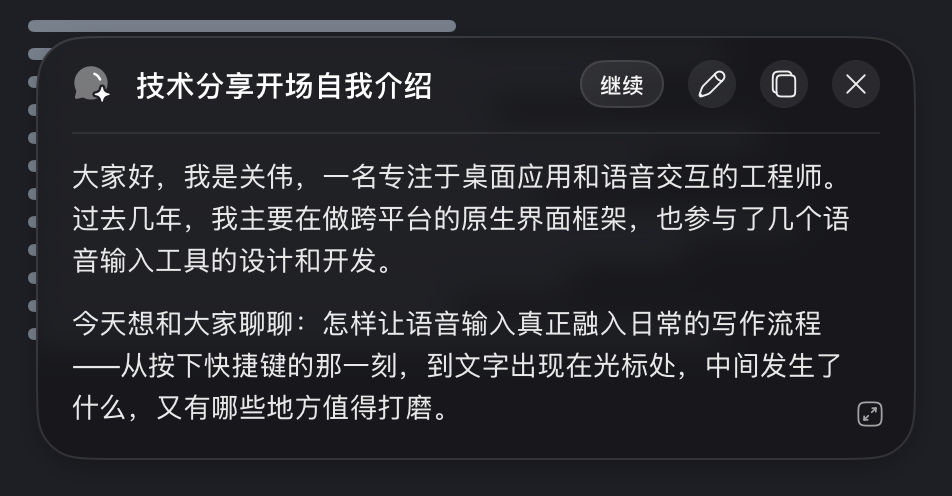 技术分享开场自我介绍
继续
大家好，我是关伟，一名专注于桌面应用和语音交互的工程师。
过去几年，我主要在做跨平台的原生界面框架，也参与了几个语
音输入工具的设计和开发。
今天想和大家聊聊：怎样让语音输入真正融入日常的写作流程
——从按下快捷键的那一刻，到文字出现在光标处，中间发生了
什么，又有哪些地方值得打磨。